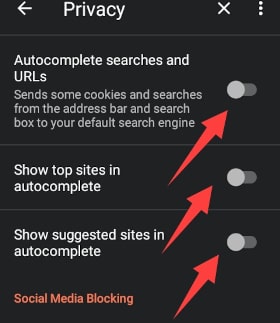 Privacy
Autocomplete searches and
URLs
Sends some cookies and searches
from the address bar and search
box to your default search engine
Show top sites in
autocomplete
Show suggested sites in
autocomplete
Social Media Blocking